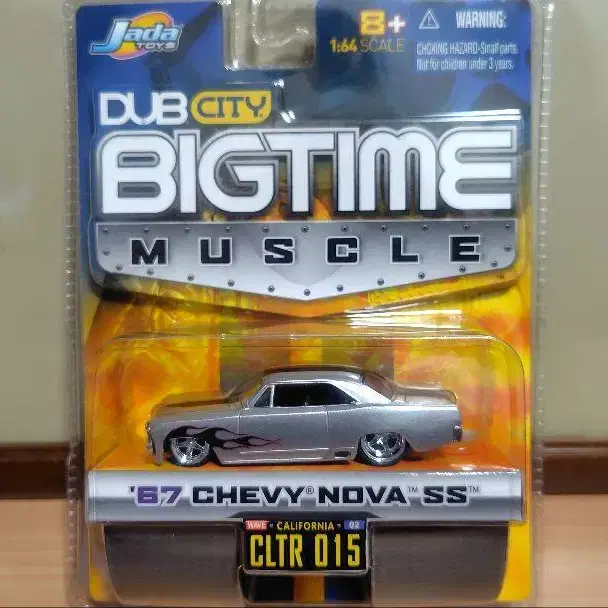 Jada
TOYS
8+
1:64 SCALE
WARNING:
CHOKING HAZARD-Small parts.
Not for children under 3 years.
DUB CITY
BIGTIME
MUSCLE
'67 CHEVY® NOVA™ SS™
WAVE CALIFORNIA 02
CLTR 015